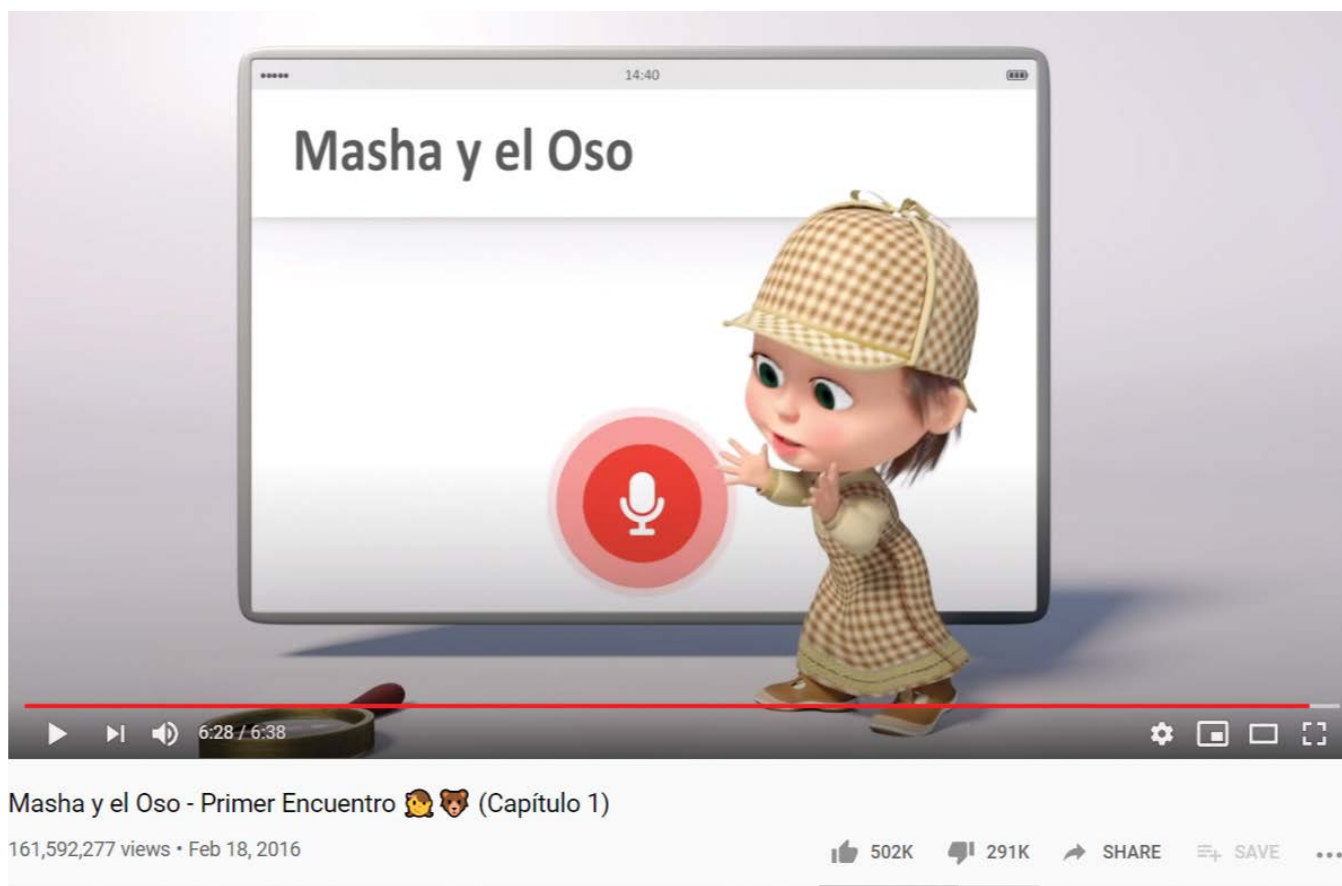 14:40
Masha y el Oso
6:28 / 6:38
Masha y el Oso - Primer Encuentro 👧🐻 (Capítulo 1)
161,592,277 views • Feb 18, 2016
502K 291K SHARE SAVE